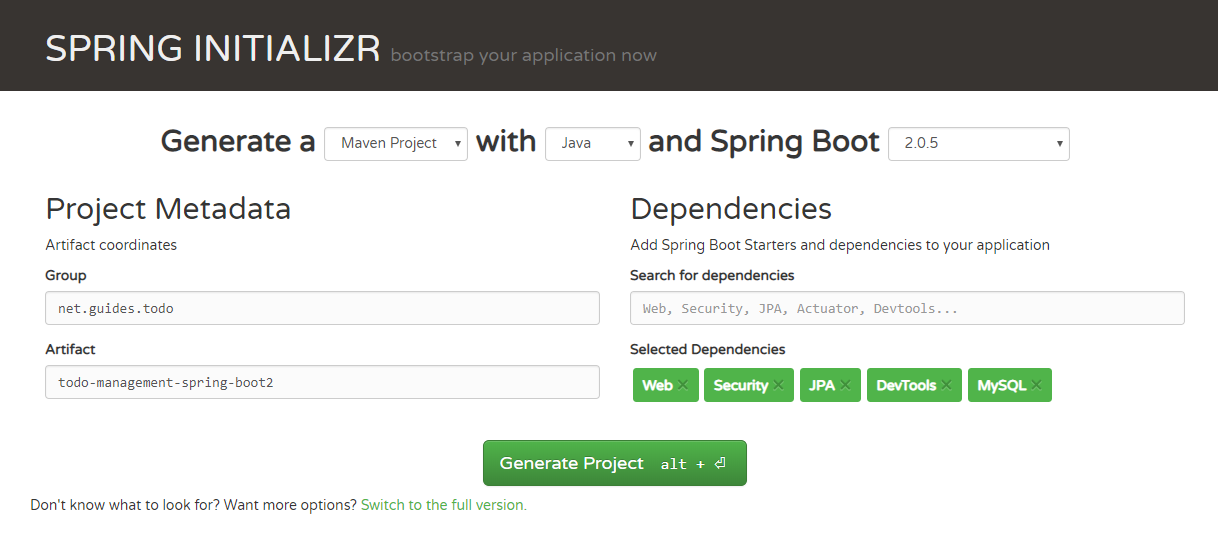 SPRING INITIALIZR bootstrap your application now
Generate a Maven Project with Java and Spring Boot 2.0.5
Project Metadata
Artifact coordinates
Group
net.guides.todo
Artifact
todo-management-spring-boot2
Dependencies
Add Spring Boot Starters and dependencies to your application
Search for dependencies
Web, Security, JPA, Actuator, Devtools...
Selected Dependencies
Web × Security × JPA × DevTools × MySQL ×
Generate Project alt + ⏎
Don't know what to look for? Want more options? Switch to the full version.